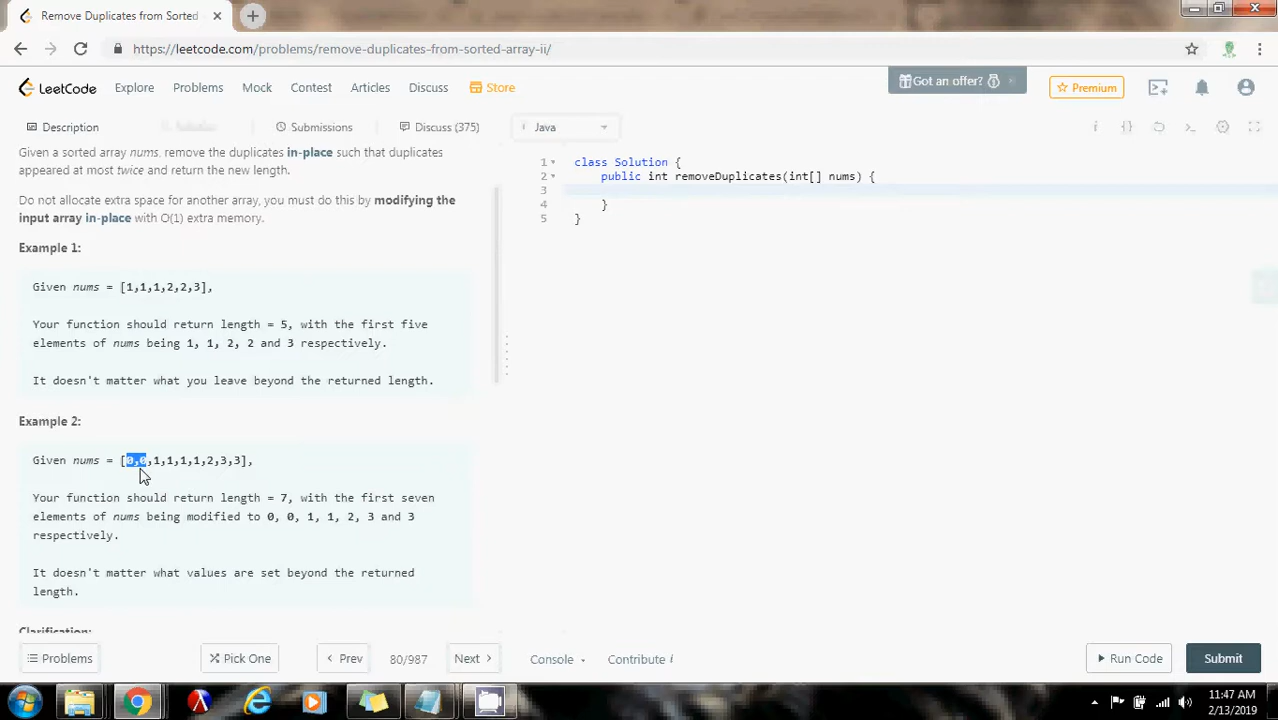 Remove Duplicates from Sorted
https://leetcode.com/problems/remove-duplicates-from-sorted-array-ii/
LeetCode
Explore
Problems
Mock
Contest
Articles
Discuss
Store
Got an offer?
Premium
Description
Submissions
Discuss (375)
Java
Given a sorted array nums, remove the duplicates in-place such that duplicates
appeared at most twice and return the new length.
Do not allocate extra space for another array, you must do this by modifying the
input array in-place with O(1) extra memory.
Example 1:
Given nums = [1,1,1,2,2,3],
Your function should return length = 5, with the first five
elements of nums being 1, 1, 2, 2 and 3 respectively.
It doesn't matter what you leave beyond the returned length.
Example 2:
Given nums = [0,0,1,1,1,1,2,3,3],
Your function should return length = 7, with the first seven
elements of nums being modified to 0, 0, 1, 1, 2, 3 and 3
respectively.
It doesn't matter what values are set beyond the returned
length.
Clarification:
1 class Solution {
2 public int removeDuplicates(int[] nums) {
3
4 }
5 }
Problems
Pick One
Prev
80/987
Next
Console
Contribute i
Run Code
Submit
11:47 AM
2/13/2019